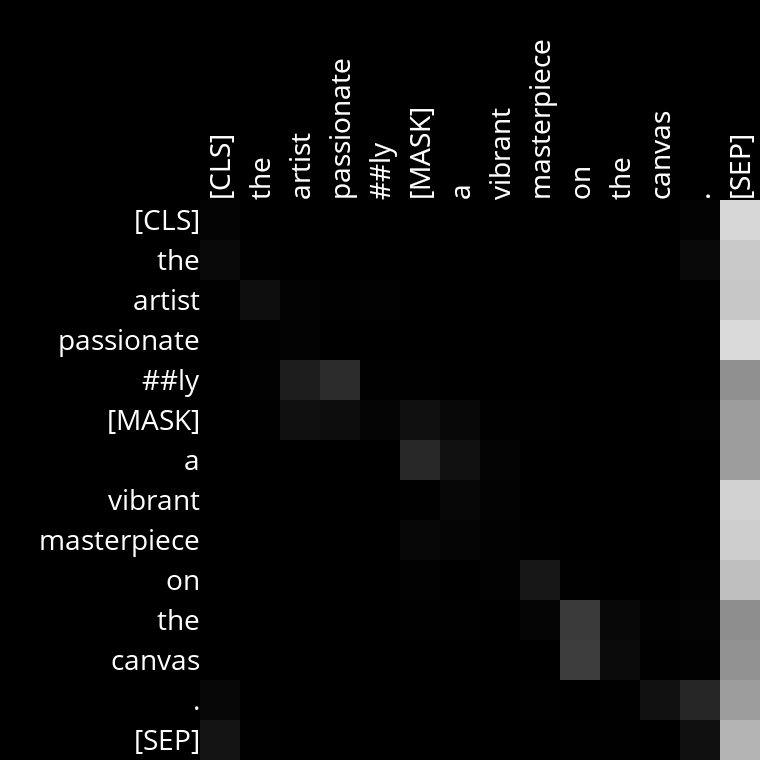 [CLS] the artist passionate ##ly [MASK] a vibrant masterpiece on the canvas . [SEP]
[CLS]
the
artist
passionate
##ly
[MASK]
a
vibrant
masterpiece
on
the
canvas
.
[SEP]